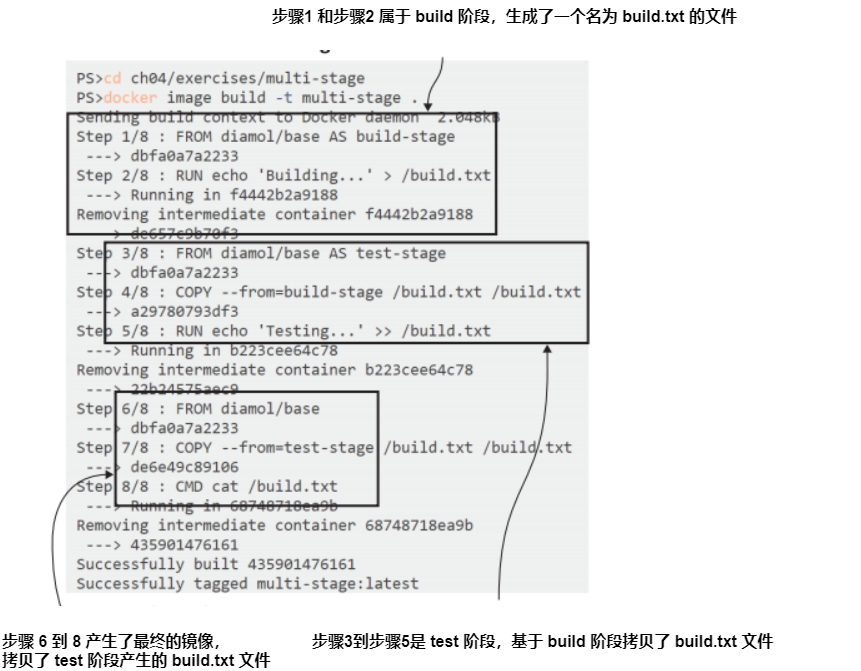 步骤1 和步骤2 属于 build 阶段，生成了一个名为 build.txt 的文件
PS>cd ch04/exercises/multi-stage
PS>docker image build -t multi-stage .
Sending build context to Docker daemon 2.048kB
Step 1/8 : FROM diamol/base AS build-stage
---> dbfa0a7a2233
Step 2/8 : RUN echo 'Building...' > /build.txt
---> Running in f4442b2a9188
Removing intermediate container f4442b2a9188
---> de657c9b70f3
Step 3/8 : FROM diamol/base AS test-stage
---> dbfa0a7a2233
Step 4/8 : COPY --from=build-stage /build.txt /build.txt
---> a29780793df3
Step 5/8 : RUN echo 'Testing...' >> /build.txt
---> Running in b223cee64c78
Removing intermediate container b223cee64c78
---> 22b24575aec9
Step 6/8 : FROM diamol/base
---> dbfa0a7a2233
Step 7/8 : COPY --from=test-stage /build.txt /build.txt
---> de6e49c89106
Step 8/8 : CMD cat /build.txt
---> Running in 68748718ea9b
Removing intermediate container 68748718ea9b
---> 435901476161
Successfully built 435901476161
Successfully tagged multi-stage:latest
步骤 6 到 8 产生了最终的镜像，
拷贝了 test 阶段产生的 build.txt 文件
步骤3到步骤5是 test 阶段，基于 build 阶段拷贝了 build.txt 文件